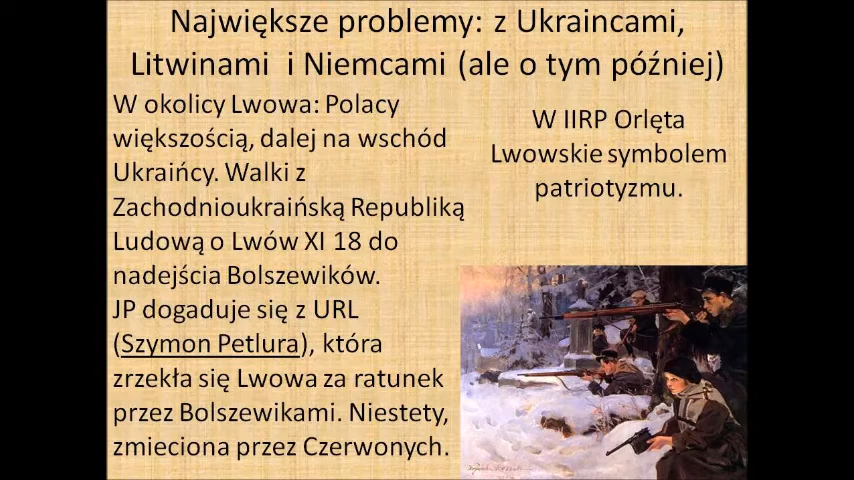 Największe problemy: z Ukraincami,
Litwinami i Niemcami (ale o tym później)
W okolicy Lwowa: Polacy
większością, dalej na wschód
Ukraińcy. Walki z
Zachodnioukraińską Republiką
Ludową o Lwów XI 18 do
nadejścia Bolszewików.
JP dogaduje się z URL
(Szymon Petlura), która
zrzekła się Lwowa za ratunek
przez Bolszewikami. Niestety,
zmieciona przez Czerwonych.
W IIRP Orlęta
Lwowskie symbolem
patriotyzmu.